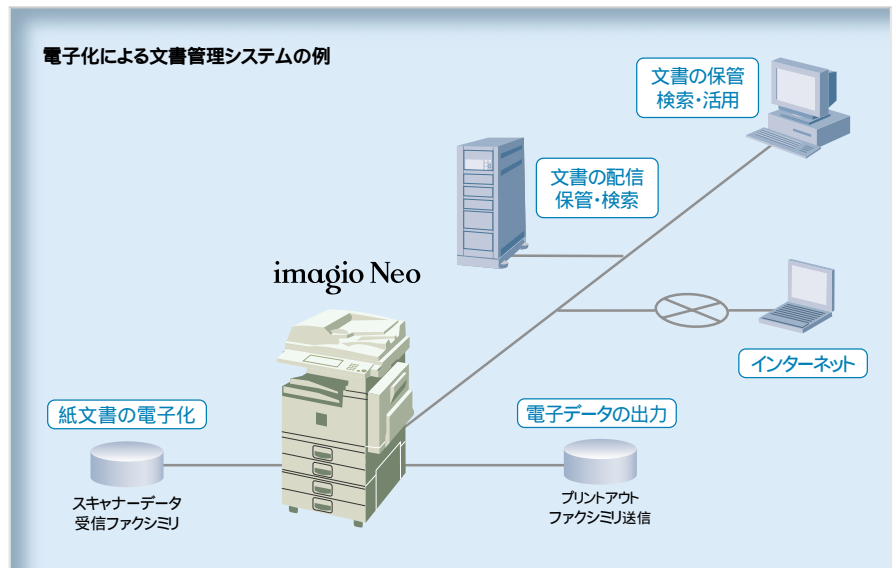 電子化による文書管理システムの例
文書の保管
検索・活用
文書の配信
保管・検索
imagio Neo
インターネット
紙文書の電子化
電子データの出力
スキャナーデータ
受信ファクシミリ
プリントアウト
ファクシミリ送信